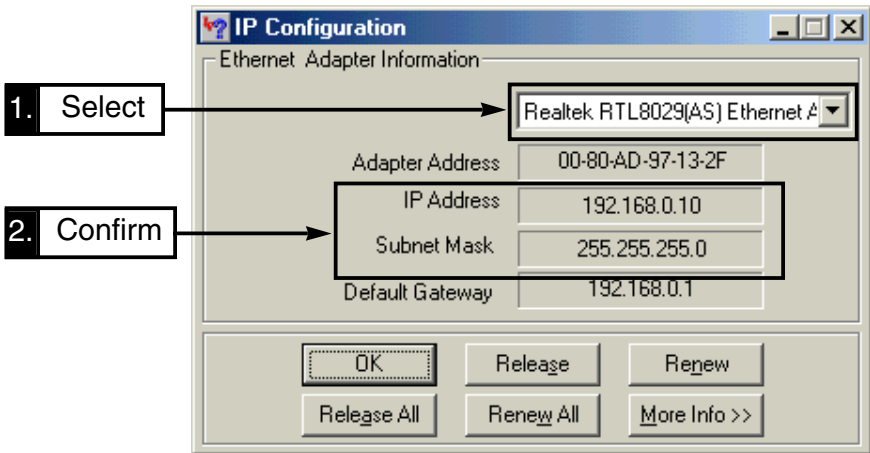 IP Configuration
Ethernet Adapter Information
1. Select
Realtek RTL8029(AS) Ethernet A
Adapter Address 00-80-AD-97-13-2F
IP Address 192.168.0.10
2. Confirm
Subnet Mask 255.255.255.0
Default Gateway 192.168.0.1
OK Release Renew
Release All Renew All More Info >>